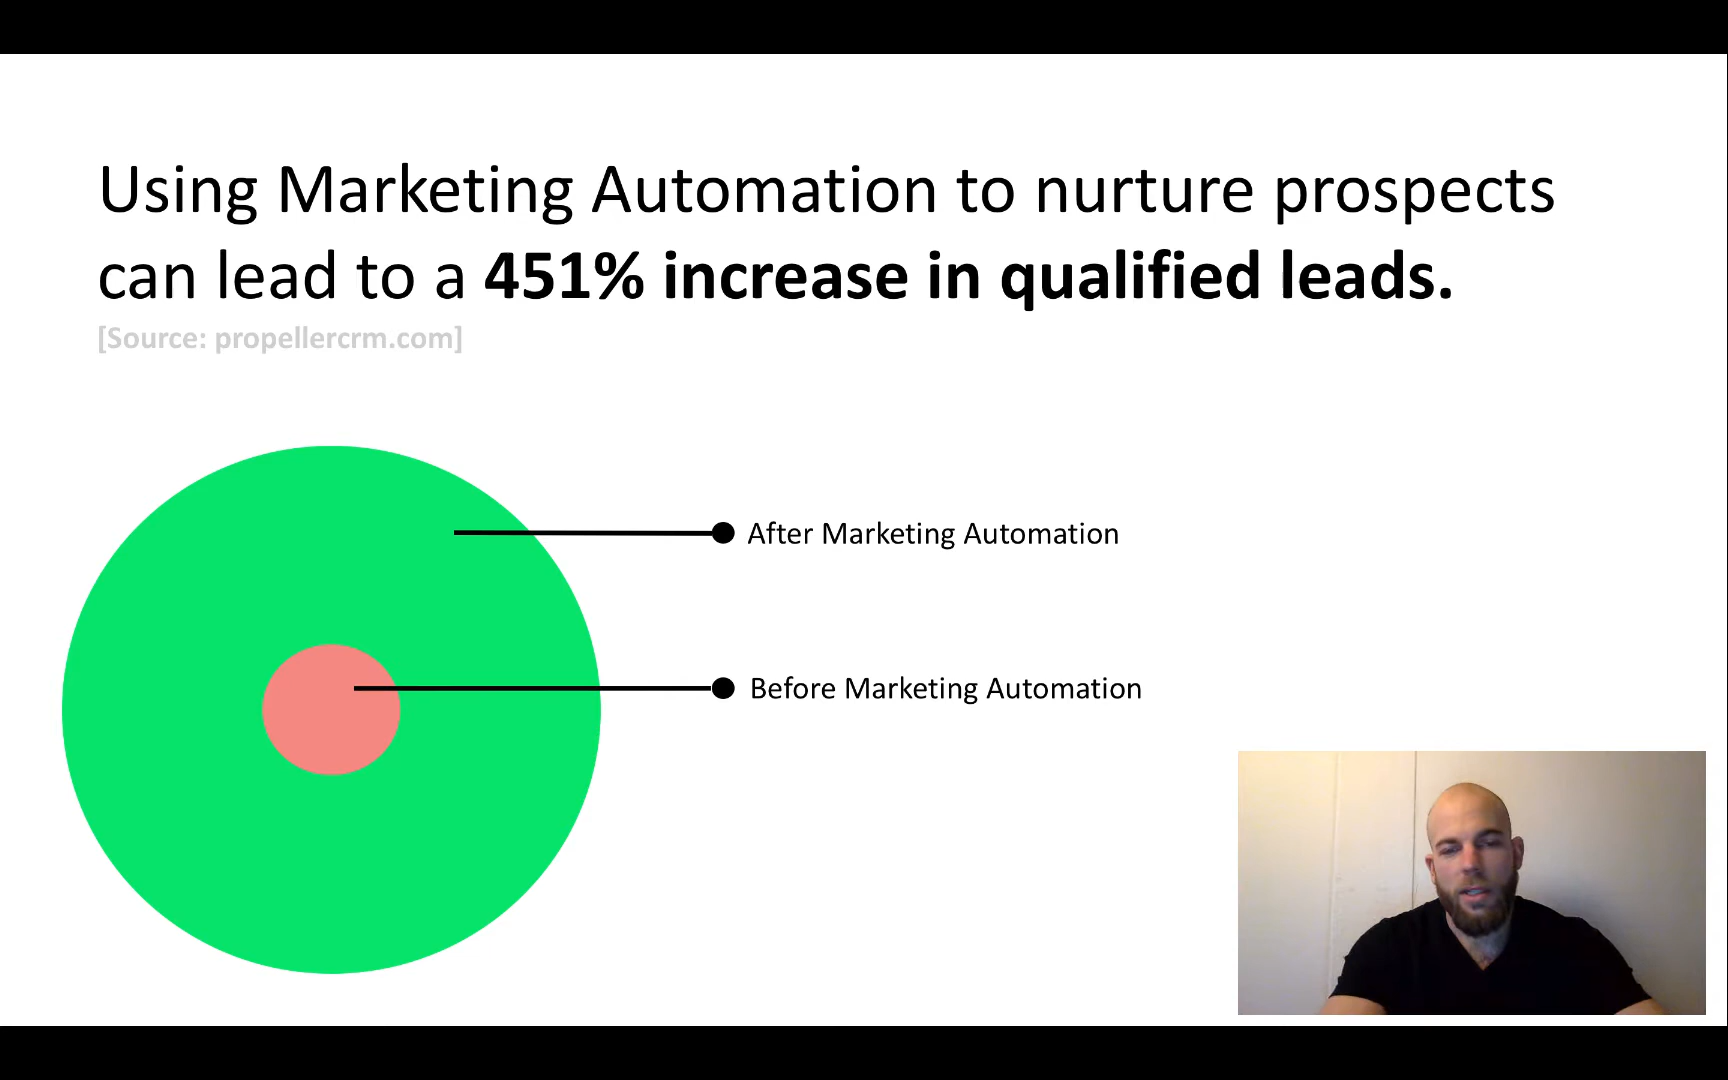 Using Marketing Automation to nurture prospects
can lead to a 451% increase in qualified leads.
[Source: propellercrm.com]
After Marketing Automation
Before Marketing Automation